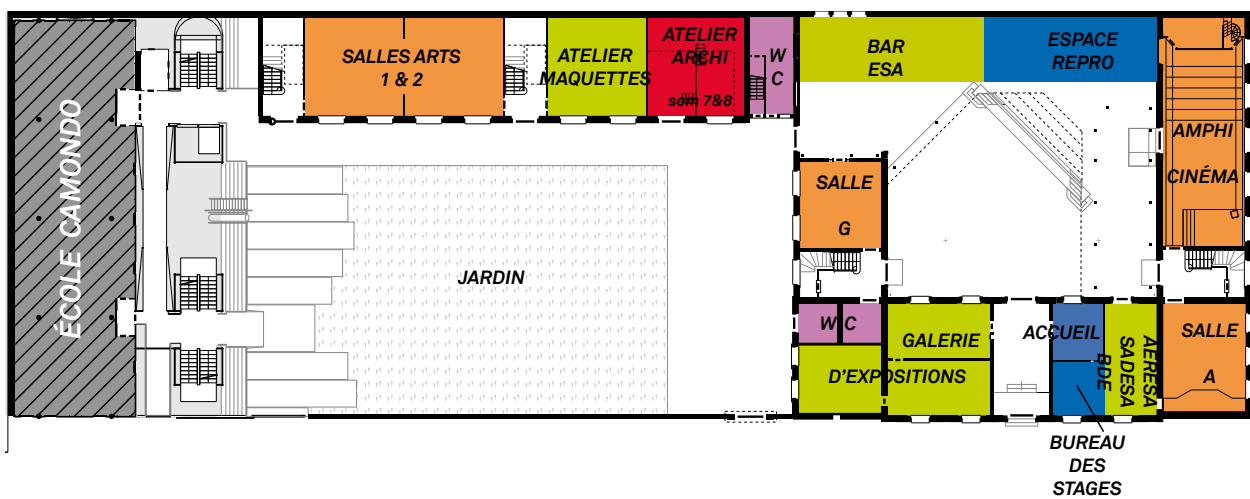 SALLES ARTS
1 & 2
ATELIER
MAQUETTES
ATELIER
ARCHI
sem 7&8
W
C
BAR
ESA
ESPACE
REPRO
AMPHI
CINÉMA
ÉCOLE CAMONDO
SALLE
G
JARDIN
W C
GALERIE
D'EXPOSITIONS
ACCUEIL
BDE
SADESA
AERESA
SALLE
A
BUREAU
DES
STAGES